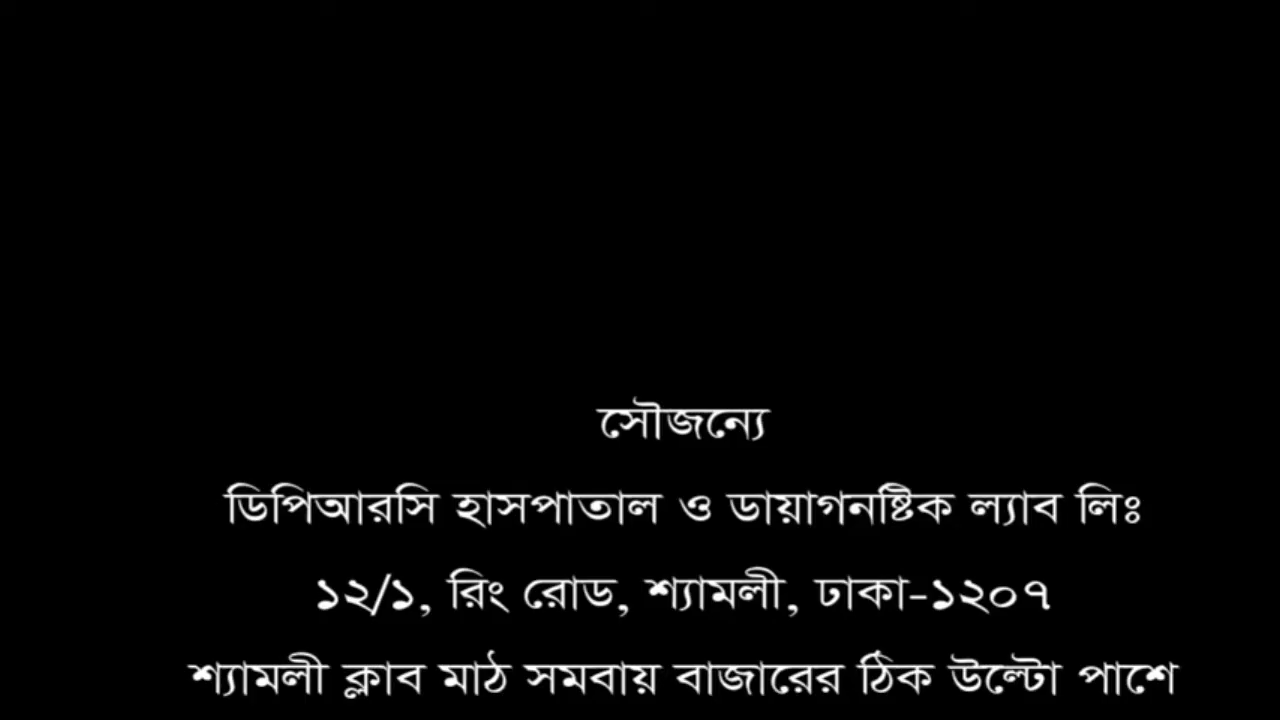 সৌজন্যে
ডিপিআরসি হাসপাতাল ও ডায়াগনষ্টিক ল্যাব লিঃ
১২/১, রিং রোড, শ্যামলী, ঢাকা-১২০৭
শ্যামলী ক্লাব মাঠ সমবায় বাজারের ঠিক উল্টো পাশে